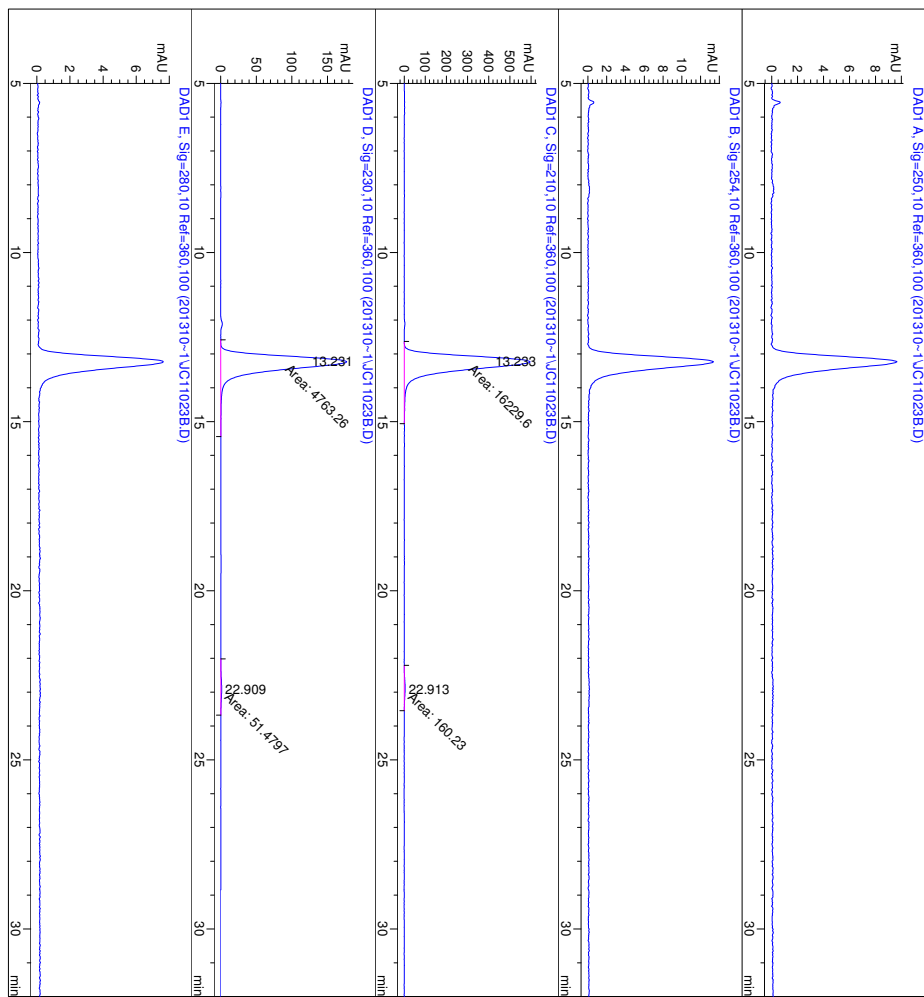 DAD1 A, Sig=250,10 Ref=360,100 (201310~1\JC11023B.D)
mAU
8
6
4
2
0
5 10 15 20 25 30 min
DAD1 B, Sig=254,10 Ref=360,100 (201310~1\JC11023B.D)
mAU
10
8
6
4
2
0
5 10 15 20 25 30 min
DAD1 C, Sig=210,10 Ref=360,100 (201310~1\JC11023B.D)
mAU
500
400
300
200
100
0
13.233
Area: 16229.6
22.913
Area: 160.23
5 10 15 20 25 30 min
DAD1 D, Sig=230,10 Ref=360,100 (201310~1\JC11023B.D)
mAU
150
100
50
0
13.231
Area: 4763.26
22.909
Area: 51.4797
5 10 15 20 25 30 min
DAD1 E, Sig=280,10 Ref=360,100 (201310~1\JC11023B.D)
mAU
6
4
2
0
5 10 15 20 25 30 min